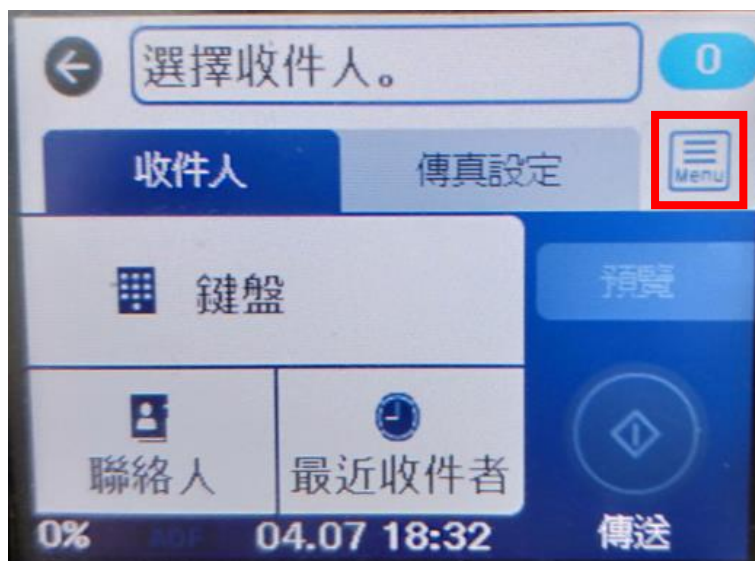 選擇收件人。
0
收件人
傳真設定
Menu
鍵盤
預覽
聯絡人
最近收件者
0% ADF 04.07 18:32
傳送